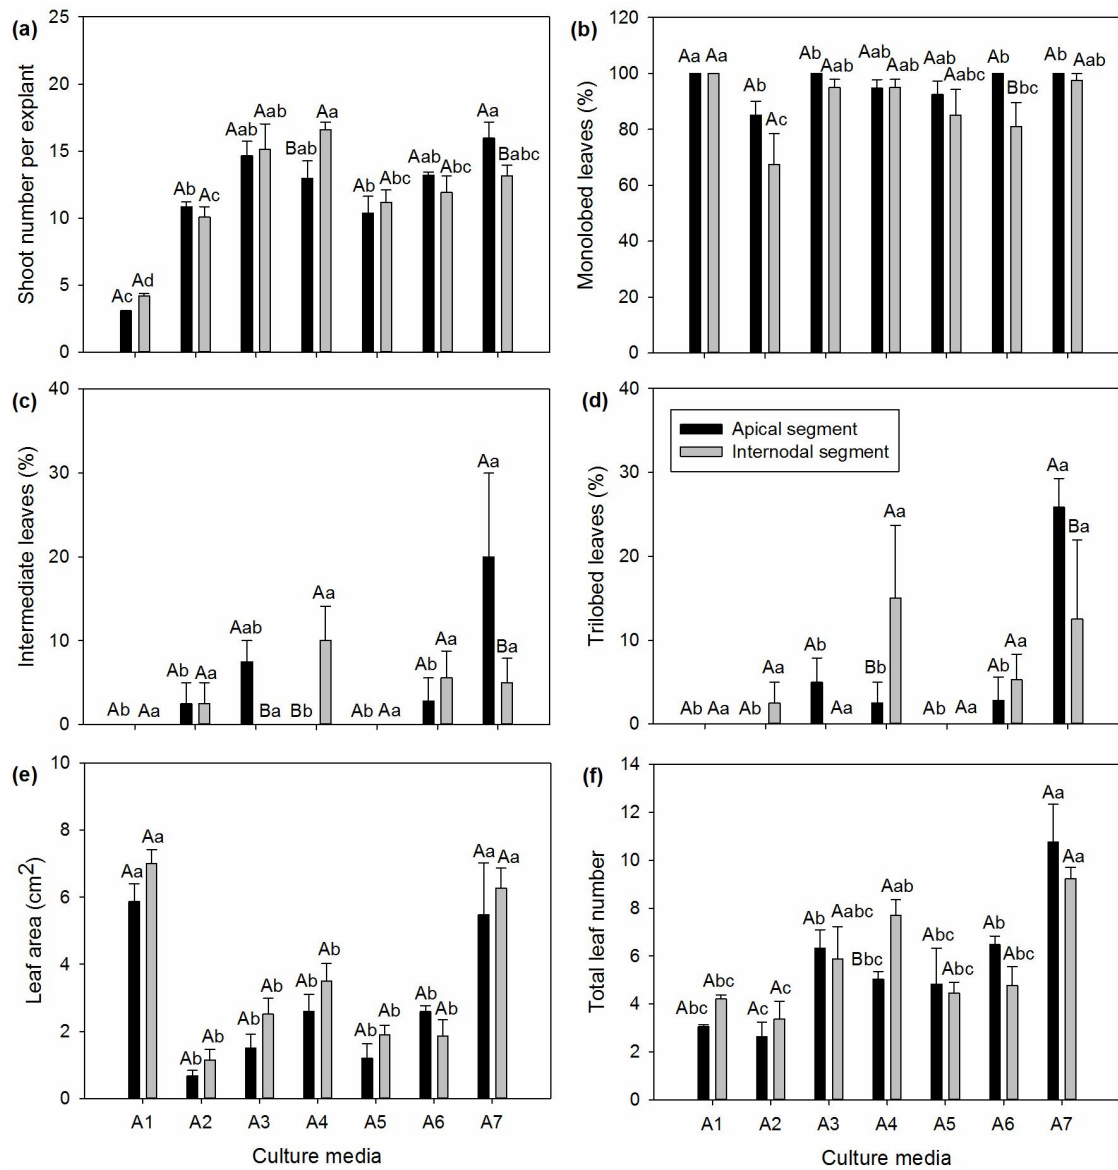 (a)
Shoot number per explant
25
20
15
10
5
0
Ac Ad
Ab Ac
Aab Aab
Bab Aa
Ab Abc
Aab Abc
Aa Babc
(b)
Monolobed leaves (%)
120
100
80
60
40
20
0
Aa Aa
Ab Ac
Ab Aab
Aab Aab
Aab Aabc
Ab Bbc
Ab Aab
(c)
Intermediate leaves (%)
40
30
20
10
0
Ab Aa
Ab Aa
Aab Ba
Bb Aa
Ab Aa
Ab Aa
Aa Ba
(d)
Trilobed leaves (%)
40
30
20
10
0
Apical segment
Internodal segment
Ab Aa
Ab Aa
Ab Aa
Bb Aa
Ab Aa
Ab Aa
Aa Ba
(e)
Leaf area (cm²)
10
8
6
4
2
0
Aa Aa
Ab Ab
Ab Ab
Ab Ab
Ab Ab
Ab Ab
Aa Aa
A1 A2 A3 A4 A5 A6 A7
Culture media
(f)
Total leaf number
14
12
10
8
6
4
2
0
Abc Abc
Ac Ac
Ab Aabc
Bbc Aab
Abc Abc
Ab Abc
Aa Aa
A1 A2 A3 A4 A5 A6 A7
Culture media